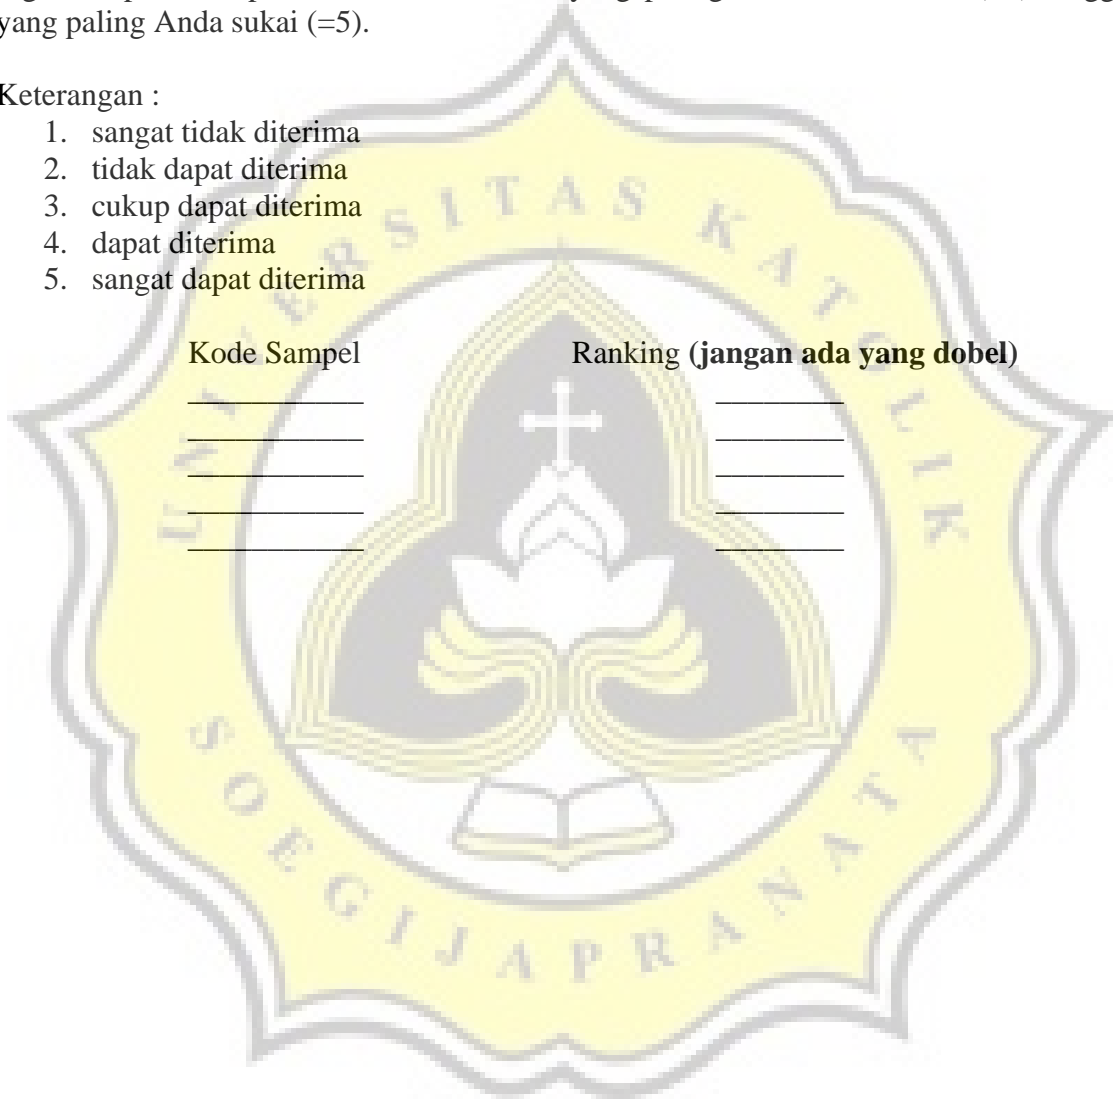 yang paling Anda sukai (=5).
Keterangan :
1. sangat tidak diterima
2. tidak dapat diterima
3. cukup dapat diterima
4. dapat diterima
5. sangat dapat diterima
Kode Sampel Ranking (jangan ada yang dobel)
UNIVERSITAS KATOLIK
SOEGIJAPRANATA